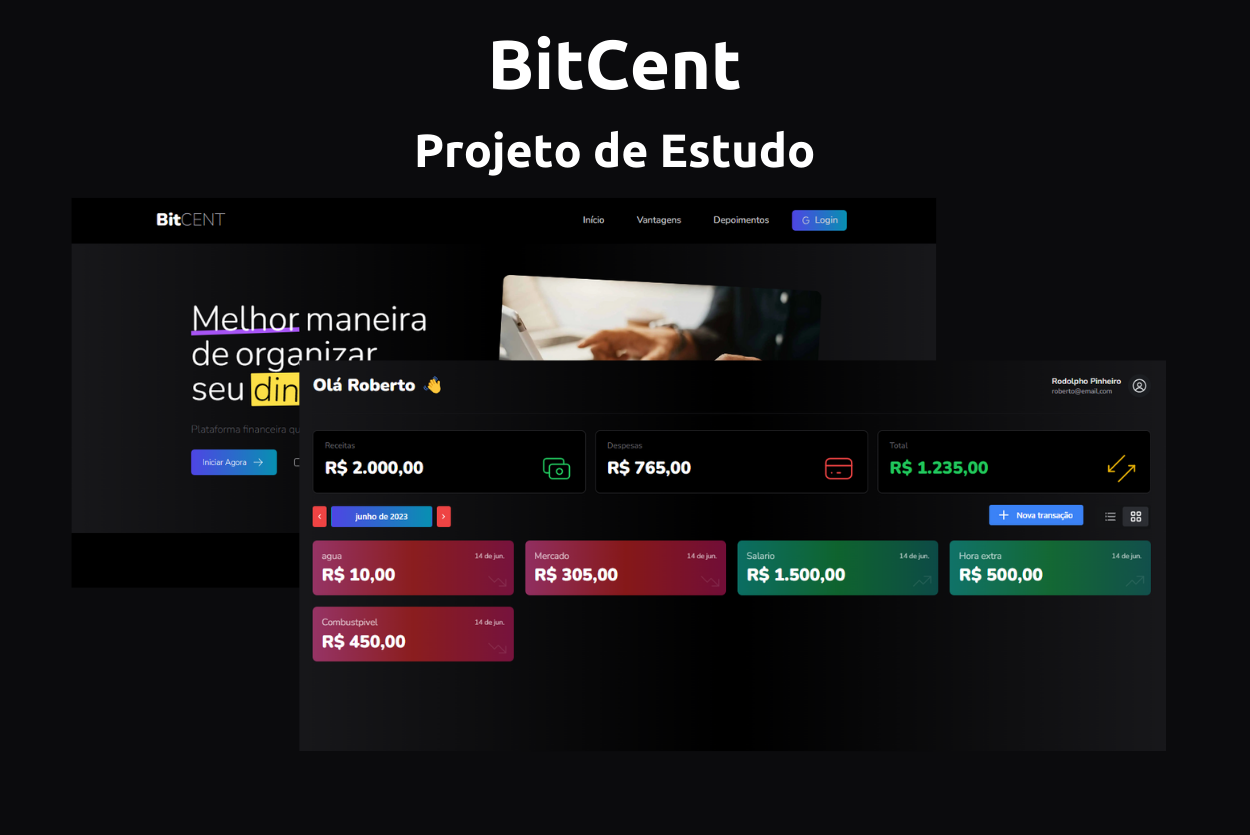 BitCent
Projeto de Estudo
BitCENT
Início Vantagens Depoimentos G Login
Melhor maneira
de organizar
seu din
Plataforma financeira qu
Iniciar Agora
Olá Roberto
Rodolpho Pinheiro
roberto@email.com
Receitas
R$ 2.000,00
Despesas
R$ 765,00
Total
R$ 1.235,00
junho de 2023
Nova transação
agua 14 de jun.
R$ 10,00
Mercado 14 de jun.
R$ 305,00
Salario 14 de jun.
R$ 1.500,00
Hora extra 14 de jun.
R$ 500,00
Combustpivel 14 de jun.
R$ 450,00